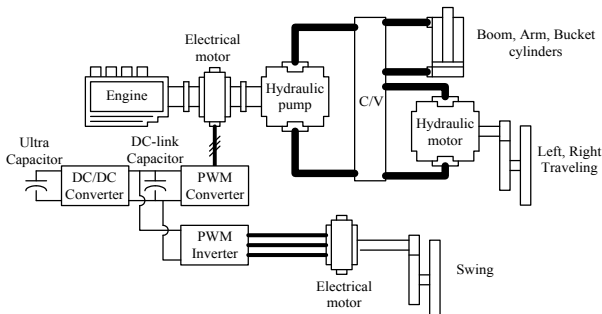 Electrical
motor
Boom, Arm, Bucket
cylinders
Engine
Hydraulic
pump
C/V
Hydraulic
motor
Ultra
Capacitor
DC-link
Capacitor
Left, Right
Traveling
DC/DC
Converter
PWM
Converter
PWM
Inverter
Swing
Electrical
motor